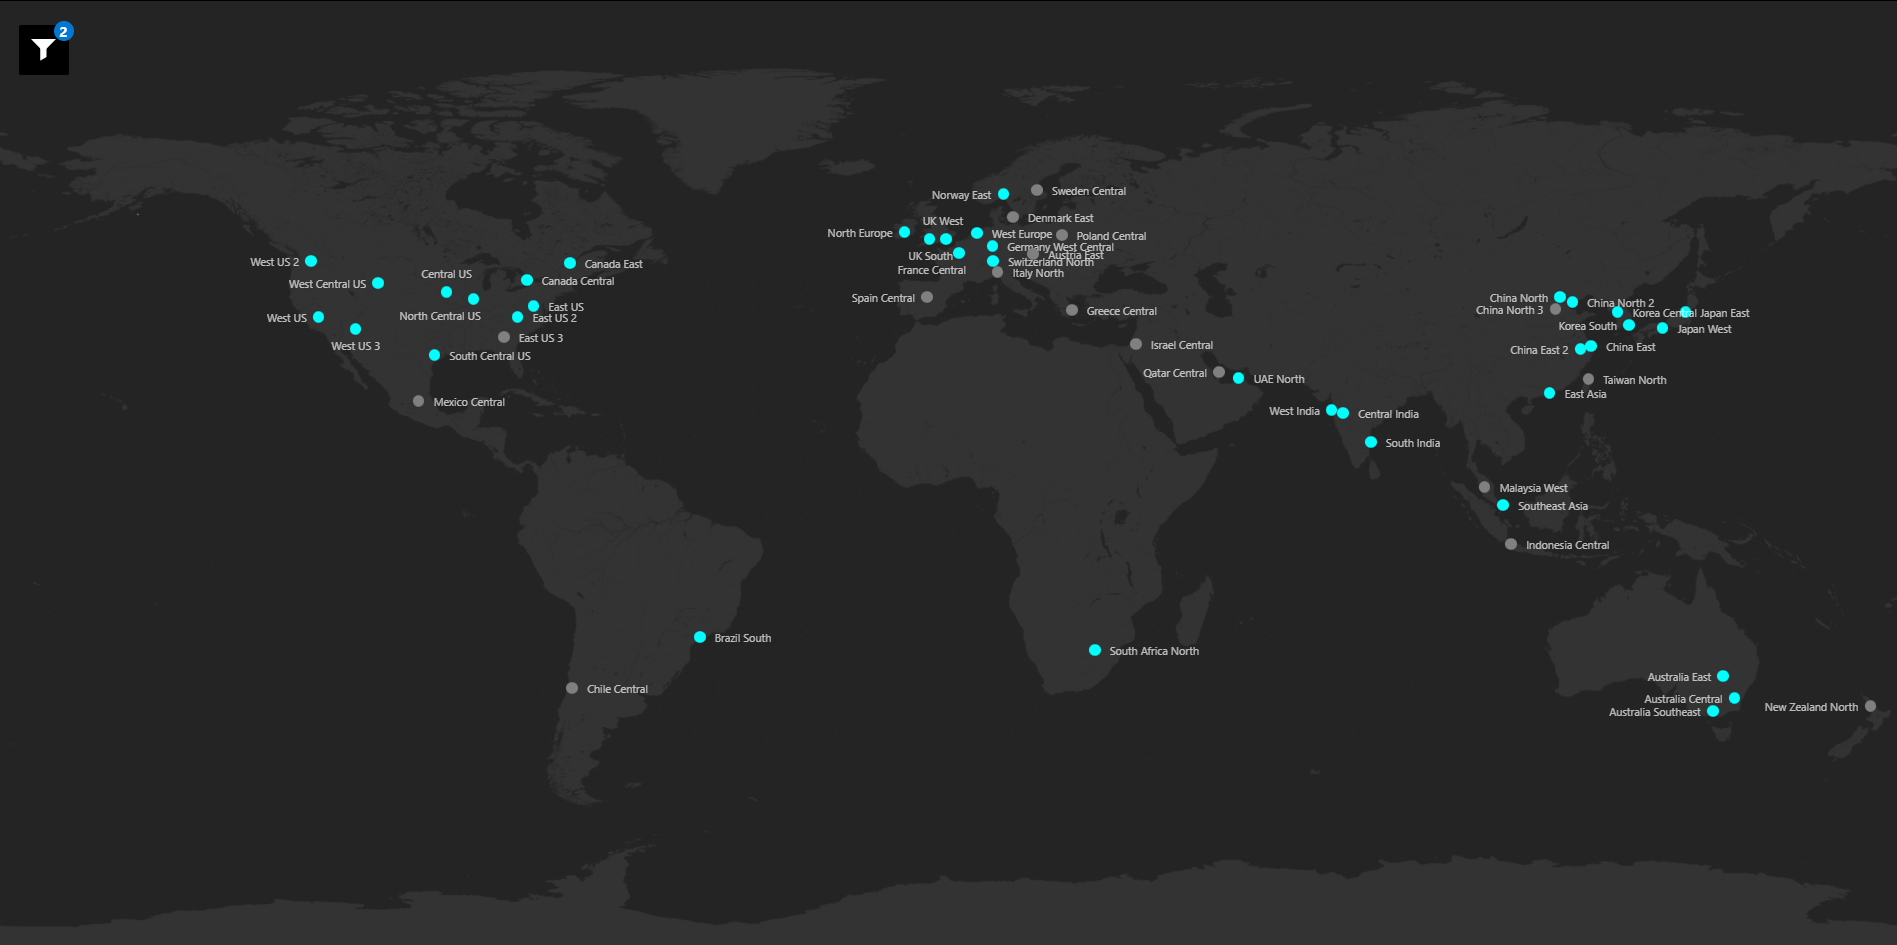 2
Norway East
Sweden Central
Denmark East
UK West
North Europe
West Europe
Poland Central
Germany West Central
UK South
Austria East
Switzerland North
France Central
Italy North
Spain Central
Greece Central
West US 2
Canada East
Central US
West Central US
Canada Central
East US
West US
North Central US
East US 2
East US 3
West US 3
South Central US
Mexico Central
Israel Central
Qatar Central
UAE North
China North
China North 2
China North 3
Korea Central
Japan East
Korea South
Japan West
China East 2
China East
Taiwan North
East Asia
West India
Central India
South India
Malaysia West
Southeast Asia
Indonesia Central
Brazil South
South Africa North
Chile Central
Australia East
Australia Central
New Zealand North
Australia Southeast